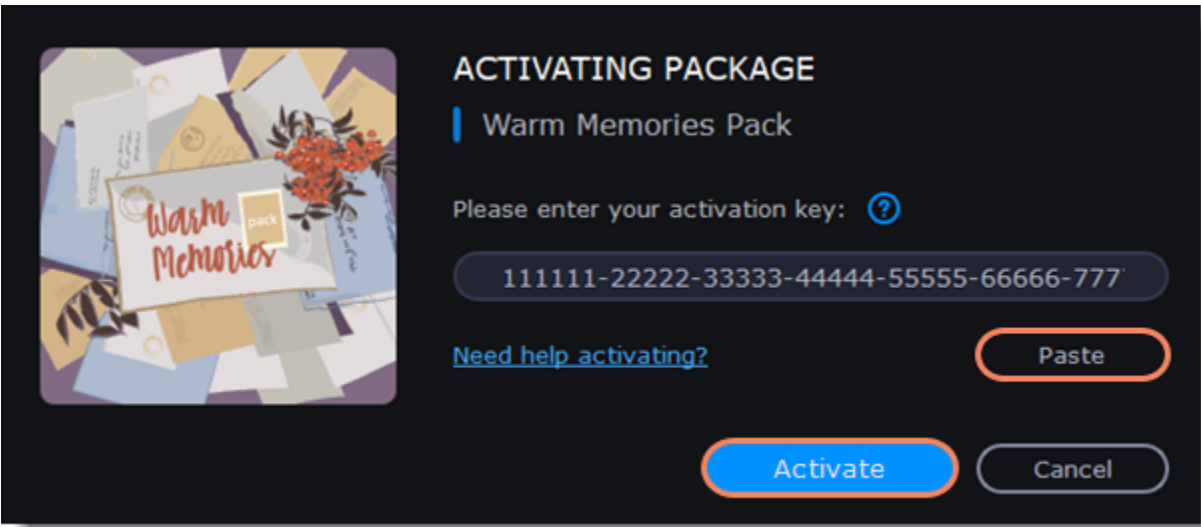 ACTIVATING PACKAGE
Warm Memories Pack
Please enter your activation key: ?
111111-22222-33333-44444-55555-66666-777
Need help activating?
Paste
Activate
Cancel
Warm
pack
Memories